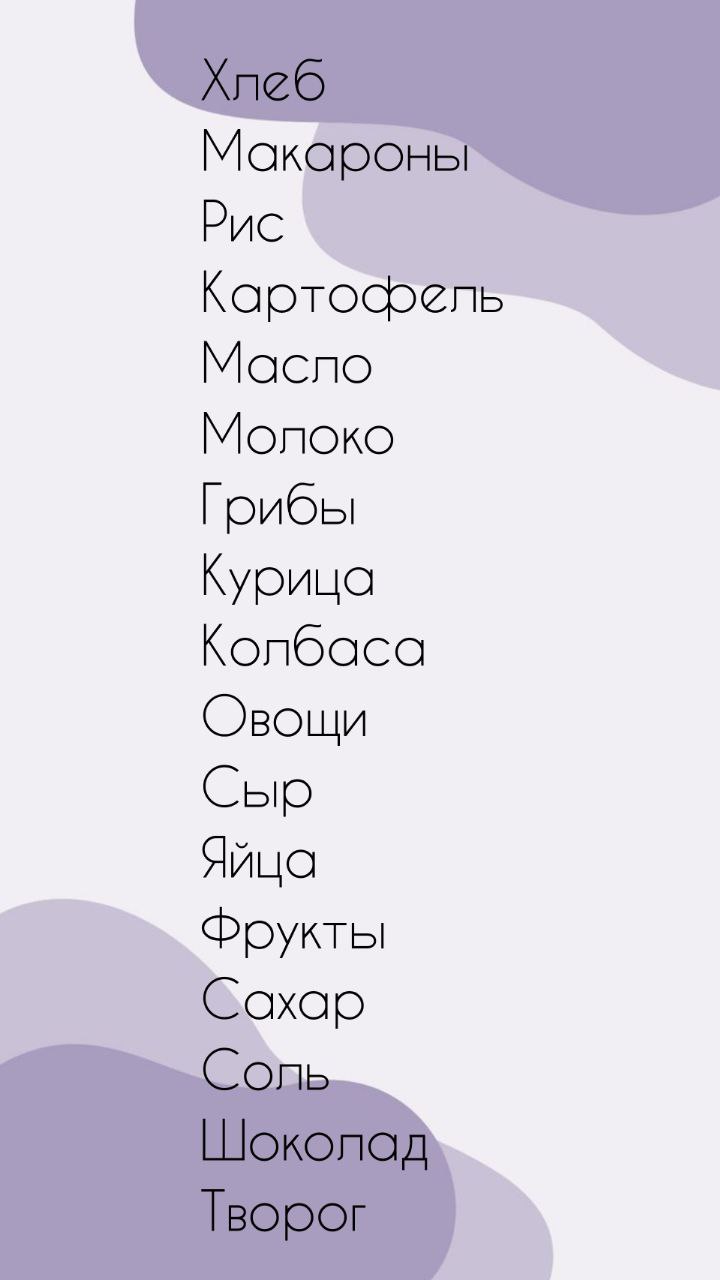 Хлеб
Макароны
Рис
Картофель
Масло
Молоко
Грибы
Курица
Колбаса
Овощи
Сыр
Яйца
Фрукты
Сахар
Соль
Шоколад
Творог